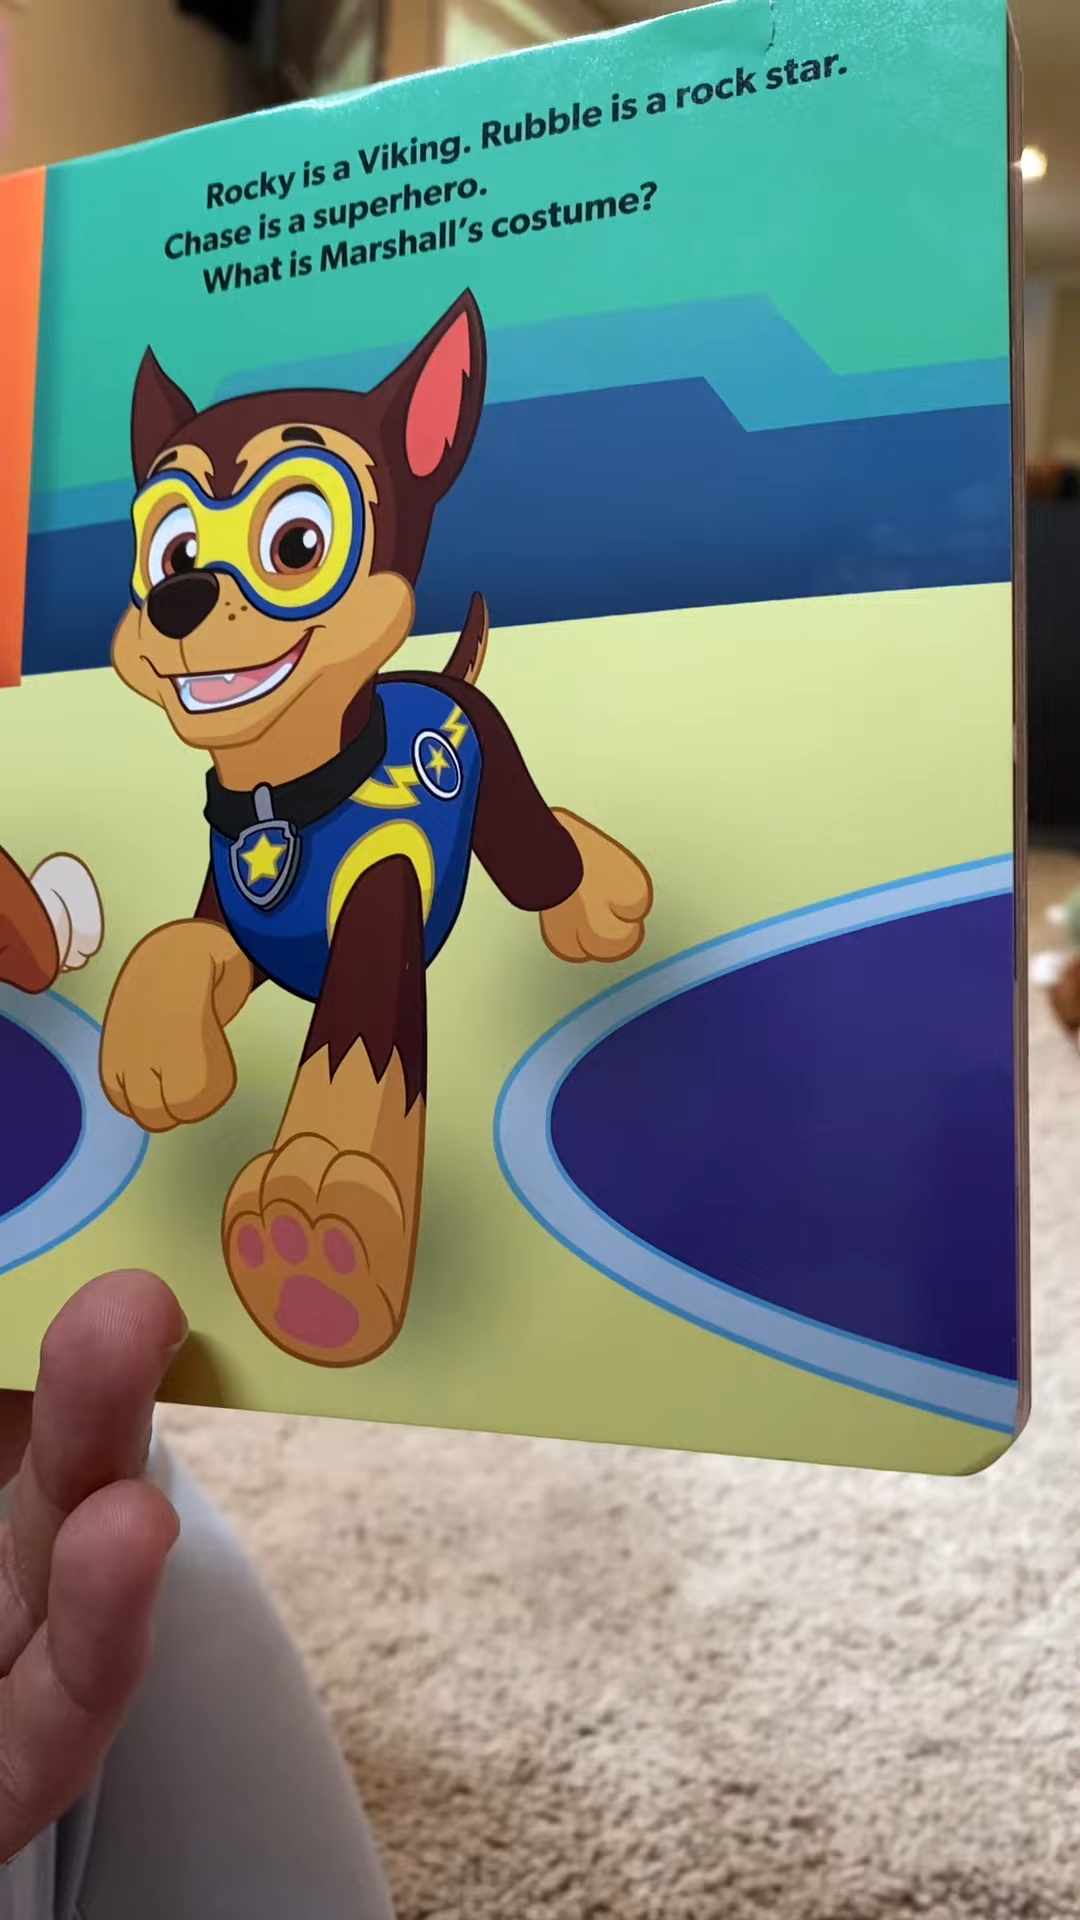 Rocky is a Viking. Rubble is a rock star.
Chase is a superhero.
What is Marshall's costume?